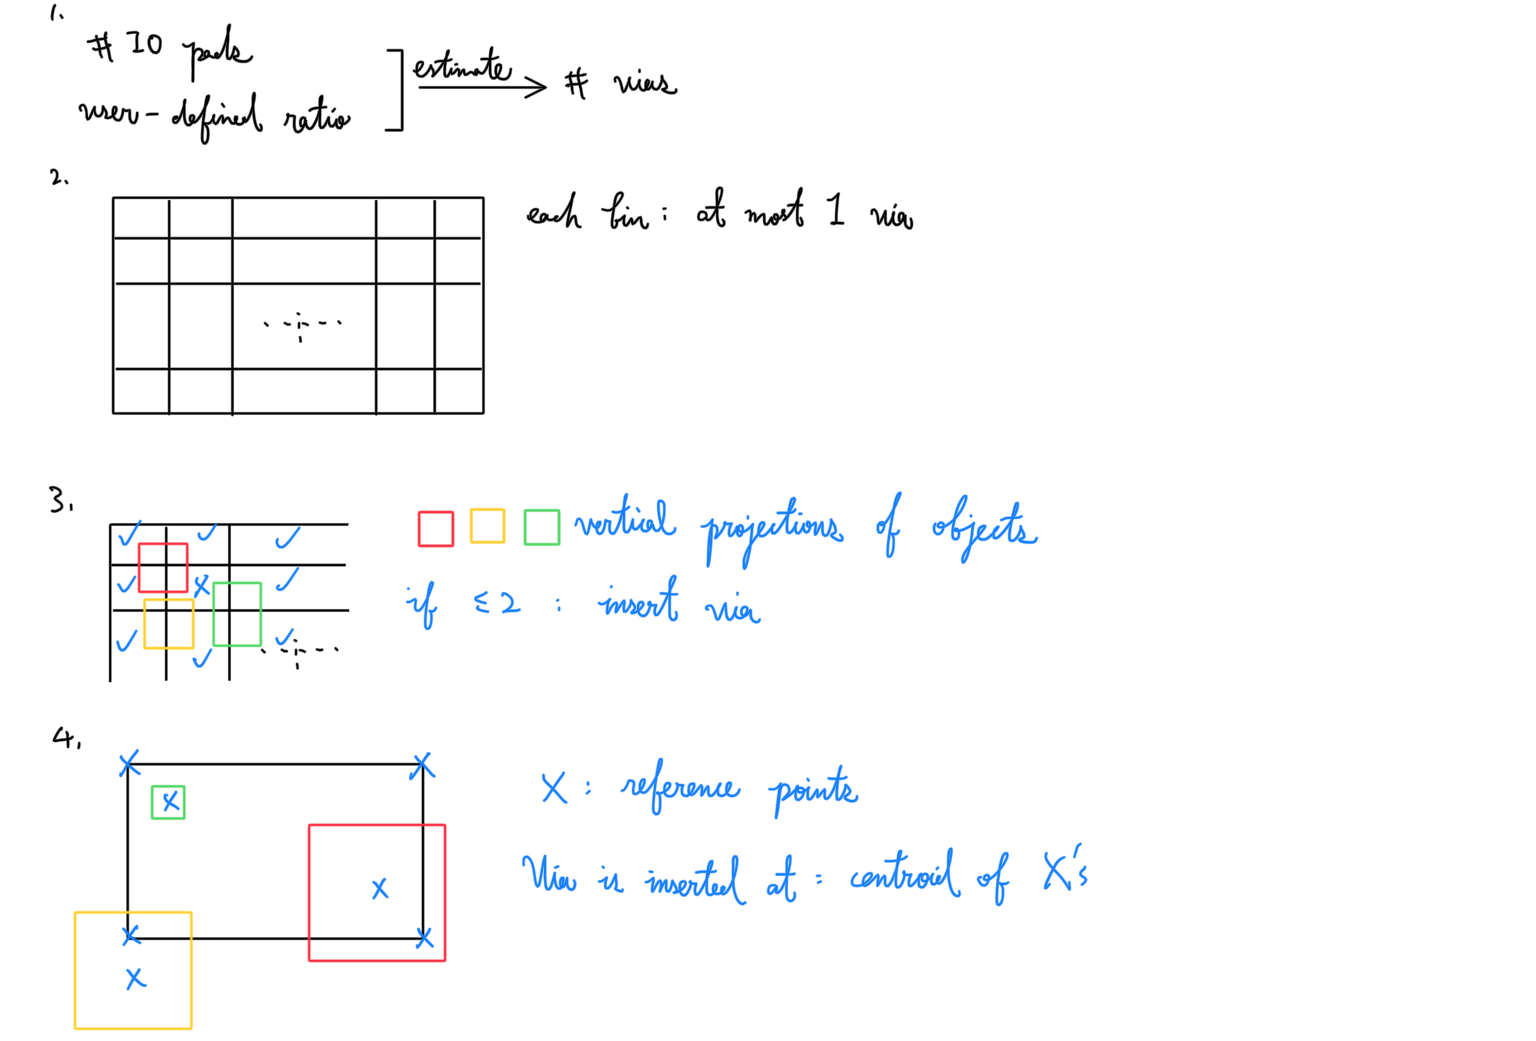 1.
# IO pads
user-defined ratio
estimate
# vias
2.
each bin: at most 1 via
3.
vertical projections of objects
if ≤2 : insert via
4.
X : reference points
Via is inserted at: centroid of X's